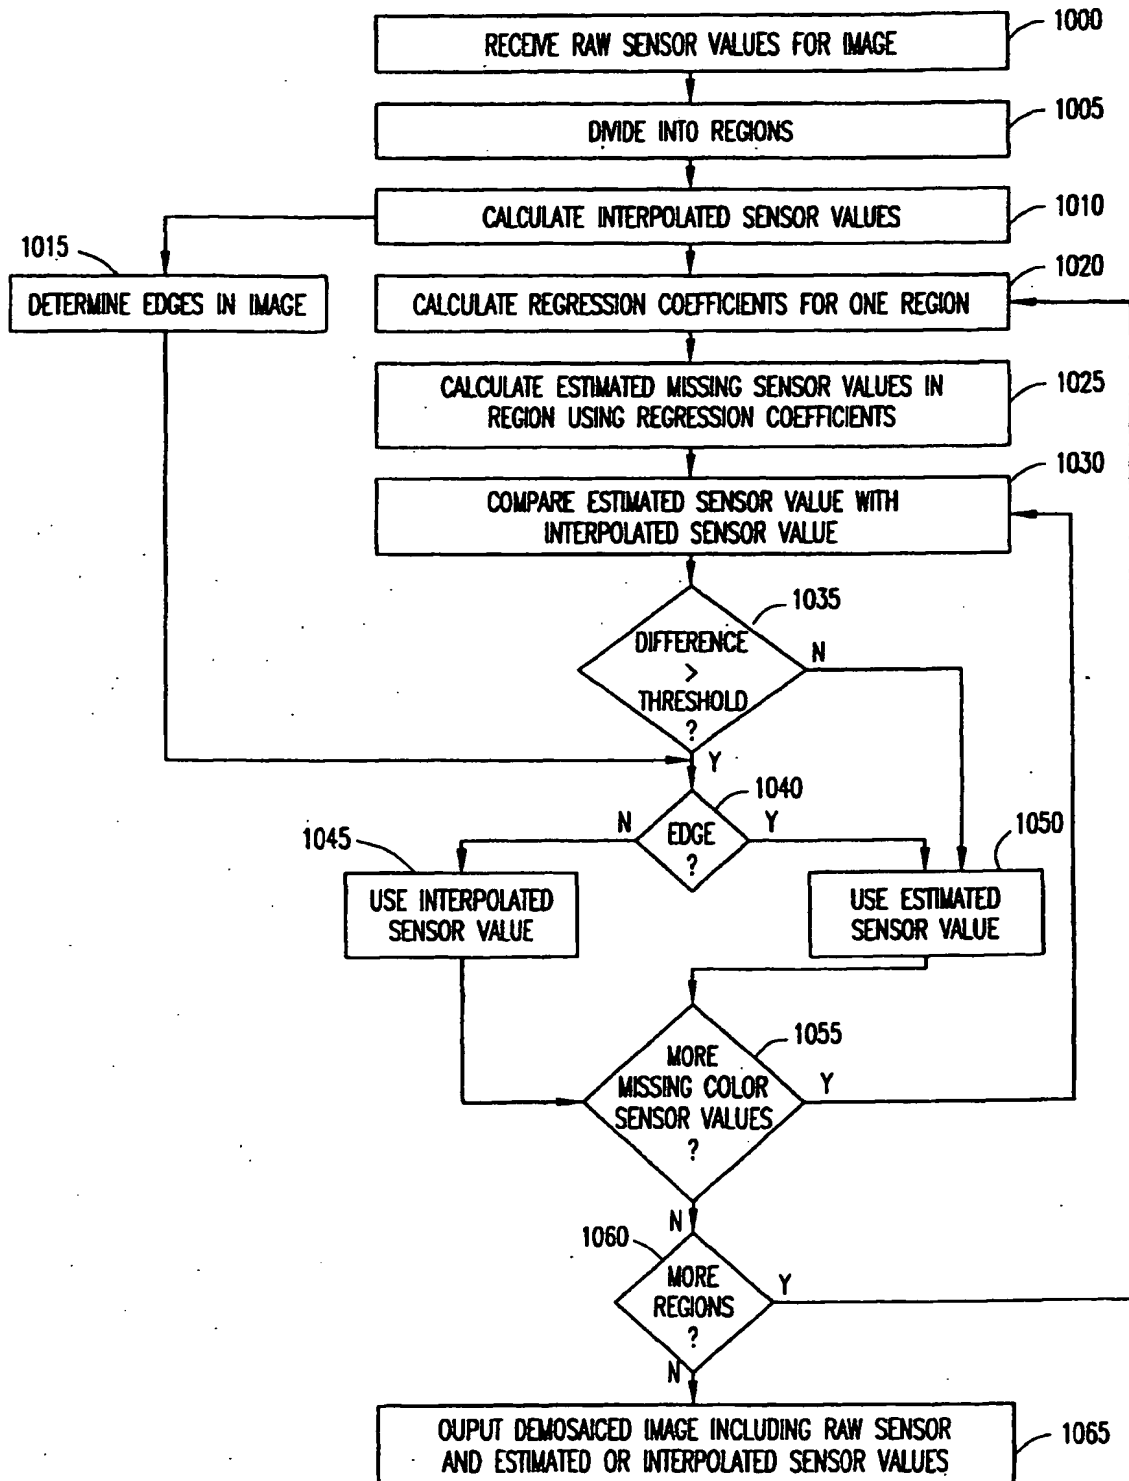 RECEIVE RAW SENSOR VALUES FOR IMAGE
1000
DIVIDE INTO REGIONS
1005
CALCULATE INTERPOLATED SENSOR VALUES
1010
1015
DETERMINE EDGES IN IMAGE
1020
CALCULATE REGRESSION COEFFICIENTS FOR ONE REGION
CALCULATE ESTIMATED MISSING SENSOR VALUES IN
REGION USING REGRESSION COEFFICIENTS
1025
1030
COMPARE ESTIMATED SENSOR VALUE WITH
INTERPOLATED SENSOR VALUE
1035
DIFFERENCE
>
THRESHOLD
?
N
Y
1040
EDGE
?
N
Y
1045
USE INTERPOLATED
SENSOR VALUE
1050
USE ESTIMATED
SENSOR VALUE
1055
MORE
MISSING COLOR
SENSOR VALUES
?
Y
N
1060
MORE
REGIONS
?
Y
N
OUPUT DEMOSAICED IMAGE INCLUDING RAW SENSOR
AND ESTIMATED OR INTERPOLATED SENSOR VALUES
1065